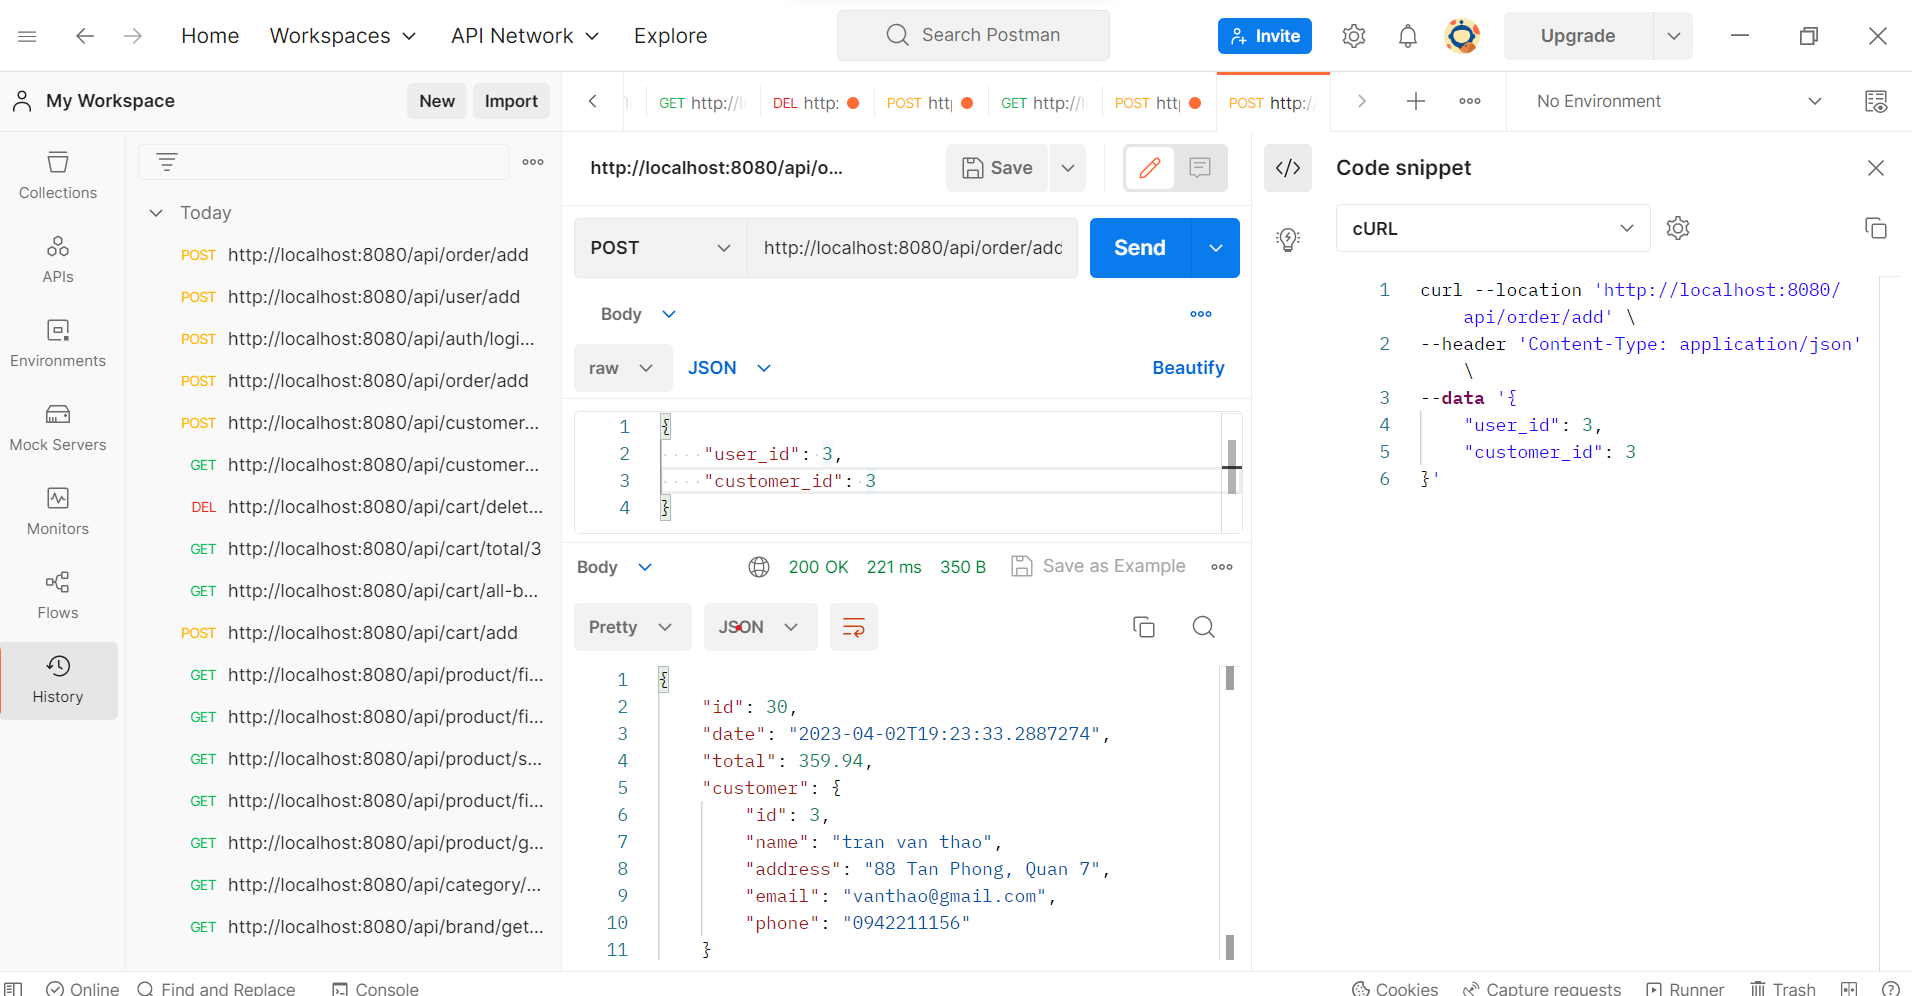 Home Workspaces API Network Explore Search Postman Invite Upgrade
My Workspace New Import
GET http://l DEL http: POST htt GET http://l POST htt POST http:/ No Environment
Collections
APIs
Environments
Mock Servers
Monitors
Flows
History
Today
POST http://localhost:8080/api/order/add
POST http://localhost:8080/api/user/add
POST http://localhost:8080/api/auth/logi...
POST http://localhost:8080/api/order/add
POST http://localhost:8080/api/customer...
GET http://localhost:8080/api/customer...
DEL http://localhost:8080/api/cart/delet...
GET http://localhost:8080/api/cart/total/3
GET http://localhost:8080/api/cart/all-b...
POST http://localhost:8080/api/cart/add
GET http://localhost:8080/api/product/fi...
GET http://localhost:8080/api/product/fi...
GET http://localhost:8080/api/product/s...
GET http://localhost:8080/api/product/fi...
GET http://localhost:8080/api/product/g...
GET http://localhost:8080/api/category/...
GET http://localhost:8080/api/brand/get...
http://localhost:8080/api/o... Save
POST http://localhost:8080/api/order/add Send
Body
raw JSON Beautify
1 {
2 "user_id": 3,
3 "customer_id": 3
4 }
Body 200 OK 221 ms 350 B Save as Example
Pretty JSON
1 {
2 "id": 30,
3 "date": "2023-04-02T19:23:33.2887274",
4 "total": 359.94,
5 "customer": {
6 "id": 3,
7 "name": "tran van thao",
8 "address": "88 Tan Phong, Quan 7",
9 "email": "vanthao@gmail.com",
10 "phone": "0942211156"
11 }
</> Code snippet
cURL
1 curl --location 'http://localhost:8080/
api/order/add' \
2 --header 'Content-Type: application/json'
\
3 --data '{
4 "user_id": 3,
5 "customer_id": 3
6 }'
Online Find and Replace Console Cookies Capture requests Runner Trash